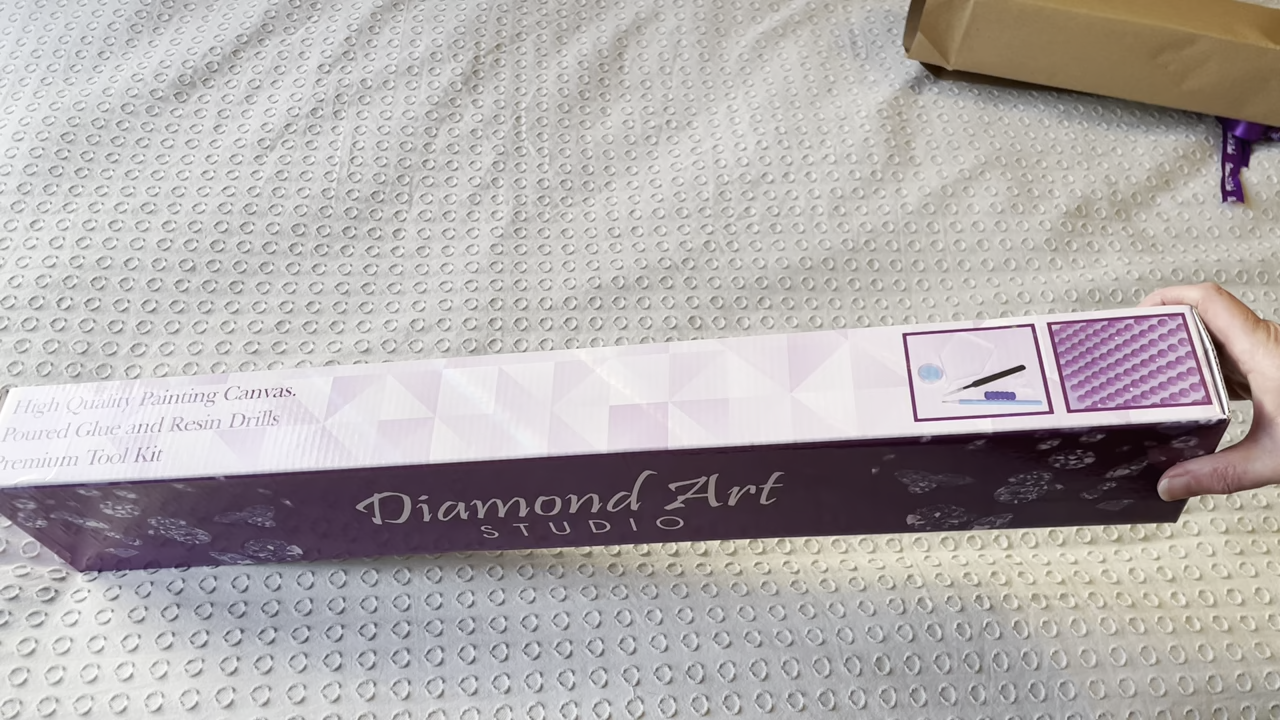 High Quality Painting Canvas.
Poured Glue and Resin Drills
Premium Tool Kit
Diamond Art
STUDIO